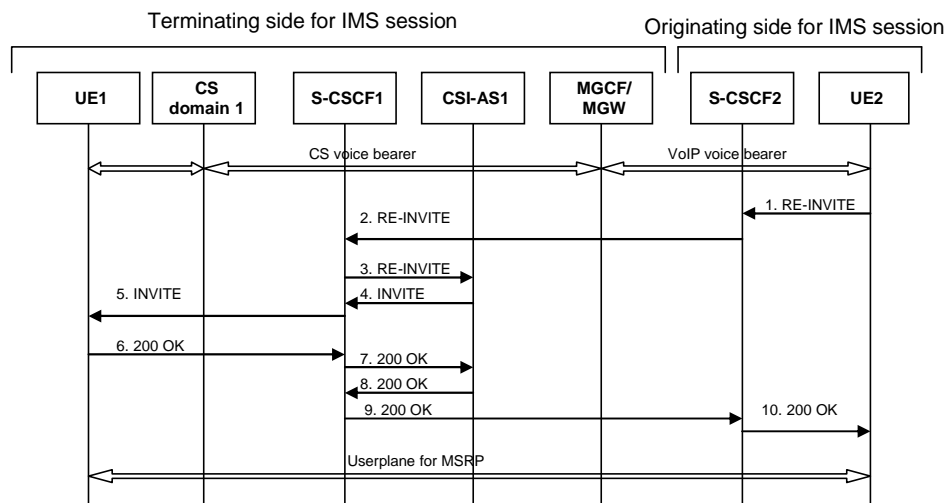 Terminating side for IMS session
Originating side for IMS session
UE1
CS
domain 1
S-CSCF1
CSI-AS1
MGCF/
MGW
S-CSCF2
UE2
CS voice bearer
VoIP voice bearer
1. RE-INVITE
2. RE-INVITE
3. RE-INVITE
4. INVITE
5. INVITE
6. 200 OK
7. 200 OK
8. 200 OK
9. 200 OK
10. 200 OK
Userplane for MSRP